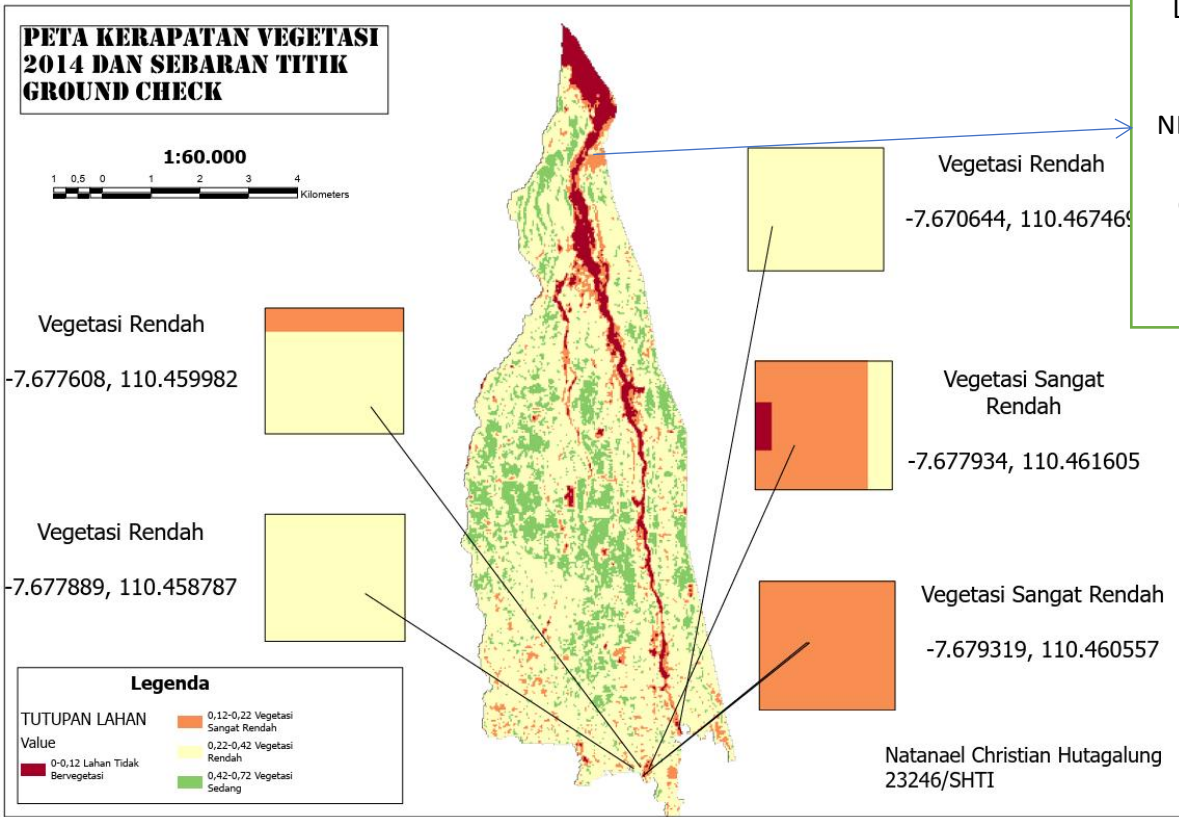 PETA KERAPATAN VEGETASI
2014 DAN SEBARAN TITIK
GROUND CHECK
1:60.000
1 0,5 0 1 2 3 4
Kilometers
Vegetasi Rendah
-7.677608, 110.459982
Vegetasi Rendah
-7.677889, 110.458787
Vegetasi Rendah
-7.670644, 110.467469
Vegetasi Sangat
Rendah
-7.677934, 110.461605
Vegetasi Sangat Rendah
-7.679319, 110.460557
Legenda
TUTUPAN LAHAN
Value
0-0,12 Lahan Tidak
Bervegetasi
0,12-0,22 Vegetasi
Sangat Rendah
0,22-0,42 Vegetasi
Rendah
0,42-0,72 Vegetasi
Sedang
Natanael Christian Hutagalung
23246/SHTI